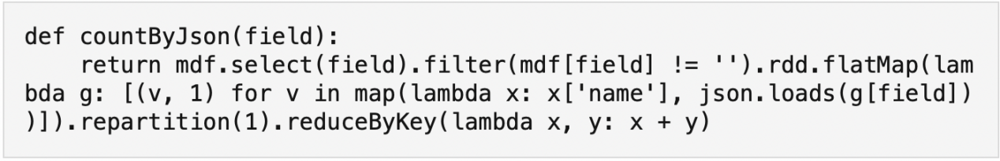 def countByJson(field):
    return mdf.select(field).filter(mdf[field] != '').rdd.flatMap(lam
bda g: [(v, 1) for v in map(lambda x: x['name'], json.loads(g[field])
)]).repartition(1).reduceByKey(lambda x, y: x + y)